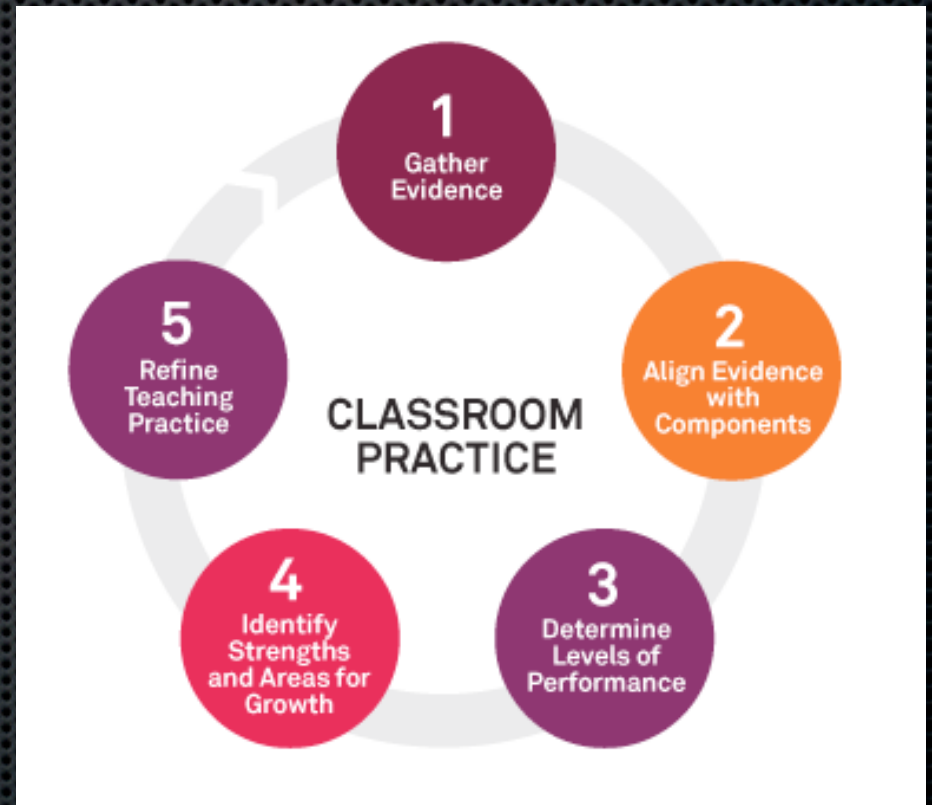 1
Gather
Evidence
2
Align Evidence
with
Components
3
Determine
Levels of
Performance
4
Identify
Strengths
and Areas for
Growth
5
Refine
Teaching
Practice
CLASSROOM
PRACTICE